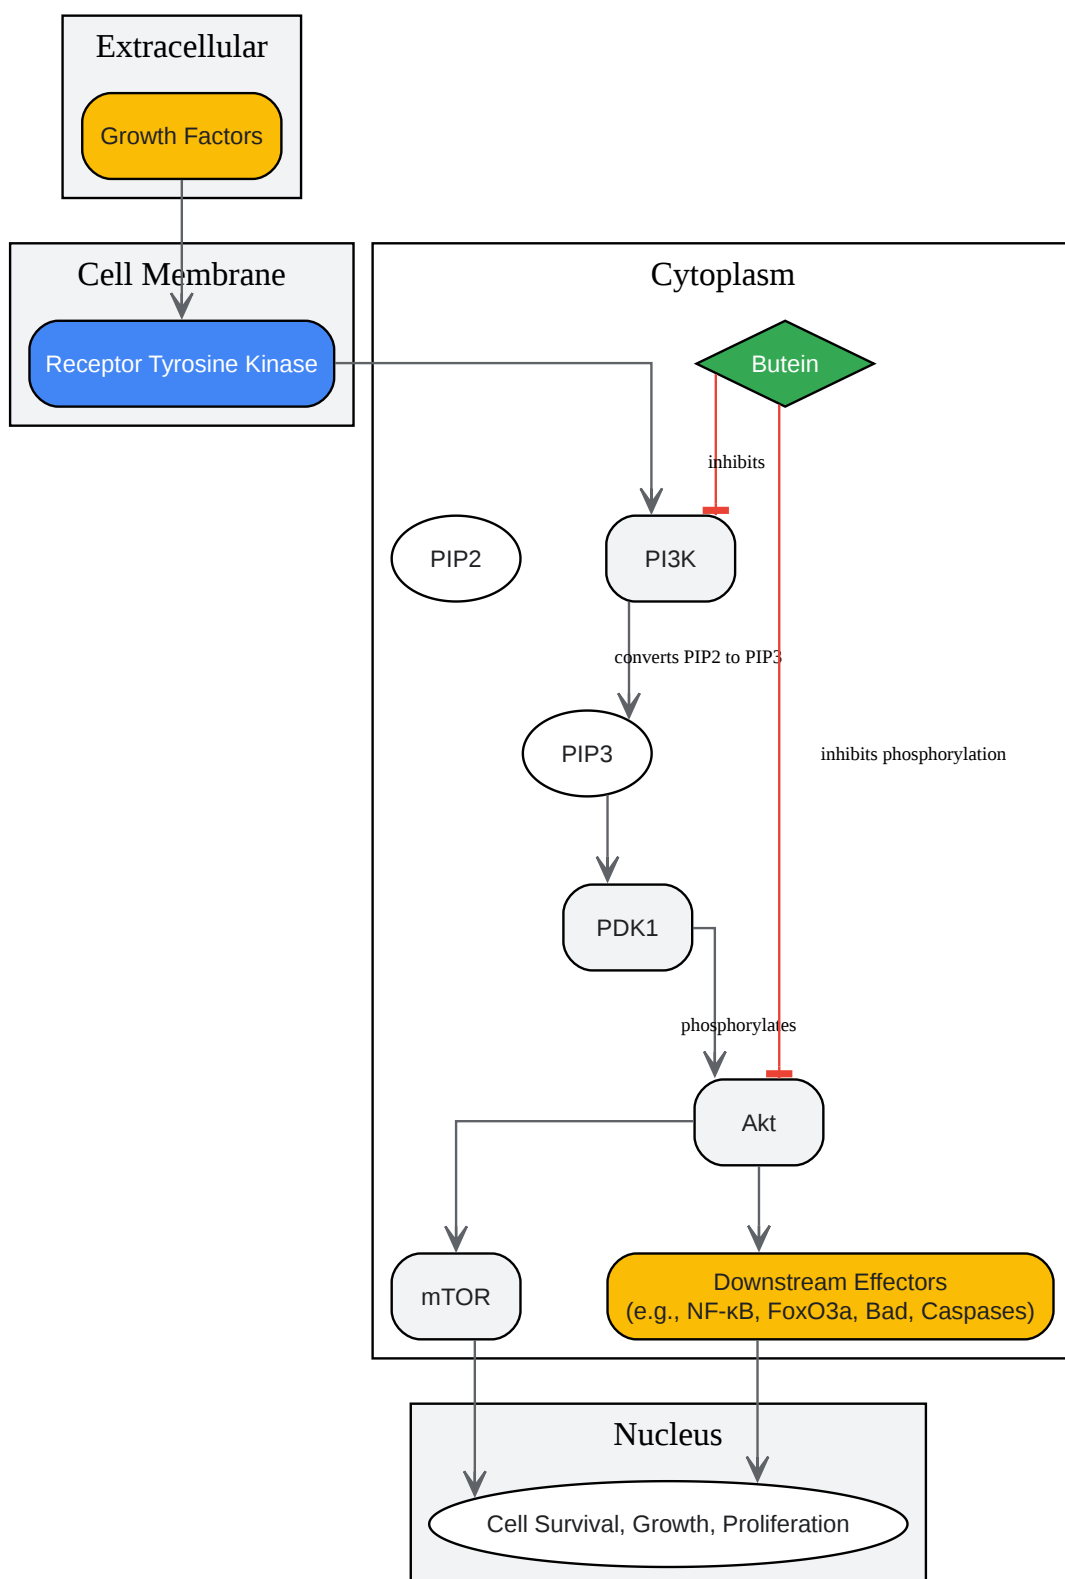 Extracellular
Growth Factors
Cell Membrane
Cytoplasm
Receptor Tyrosine Kinase
Butein
inhibits
PIP2
PI3K
converts PIP2 to PIP3
PIP3
inhibits phosphorylation
PDK1
phosphorylates
Akt
mTOR
Downstream Effectors
(e.g., NF-κB, FoxO3a, Bad, Caspases)
Nucleus
Cell Survival, Growth, Proliferation